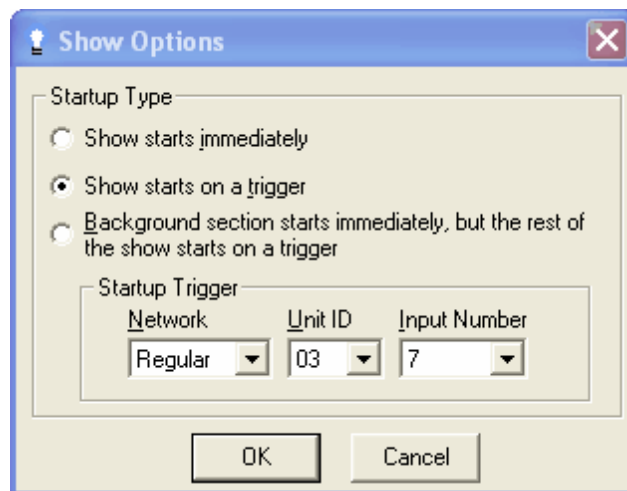 Show Options
Startup Type
Show starts immediately
Show starts on a trigger
Background section starts immediately, but the rest of
the show starts on a trigger
Startup Trigger
Network Unit ID Input Number
Regular 03 7
OK Cancel